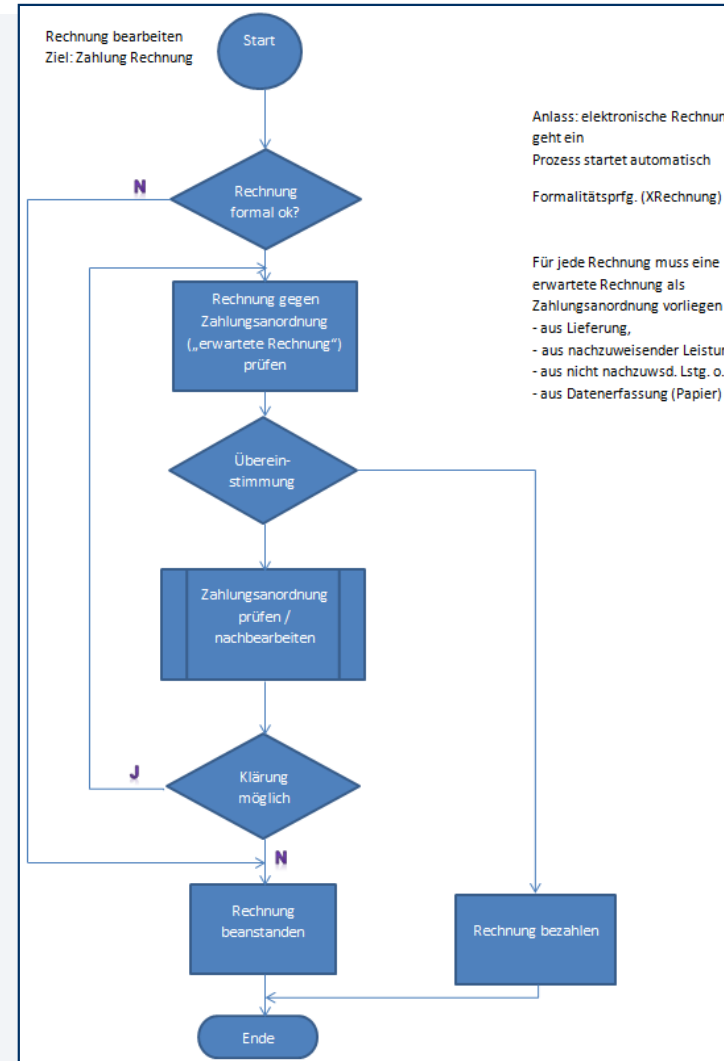 Rechnung bearbeiten
Ziel: Zahlung Rechnung
Start
Anlass: elektronische
geht ein
Prozess startet automatisch
Formalitätsprfg. (XRechnung)
N
Rechnung
formal ok?
Für jede Rechnung muss eine
erwartete Rechnung als
Zahlungsanordnung vorliegen
- aus Lieferung,
- aus nachzuweisender
- aus nicht nachzuwsd. Lstg. o.
- aus Datenerfassung (Papier)
Rechnung gegen
Zahlungsanordnung
(„erwartete Rechnung“)
prüfen
Überein-
stimmung
Zahlungsanordnung
prüfen /
nachbearbeiten
J
Klärung
möglich
N
Rechnung
beanstanden
Rechnung bezahlen
Ende